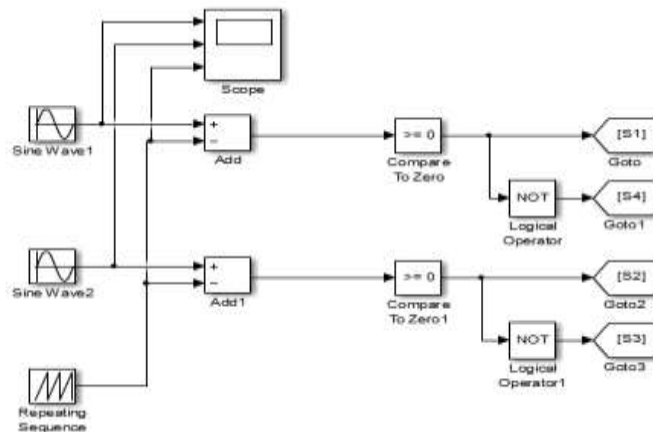 Scope
Sine Wave1
+
−
Add
>= 0
Compare
To Zero
[S1]
Goto
NOT
Logical
Operator
[S4]
Goto1
Sine Wave2
+
−
Add1
>= 0
Compare
To Zero1
[S2]
Goto2
NOT
Logical
Operator1
[S3]
Goto3
Repeating
Sequence